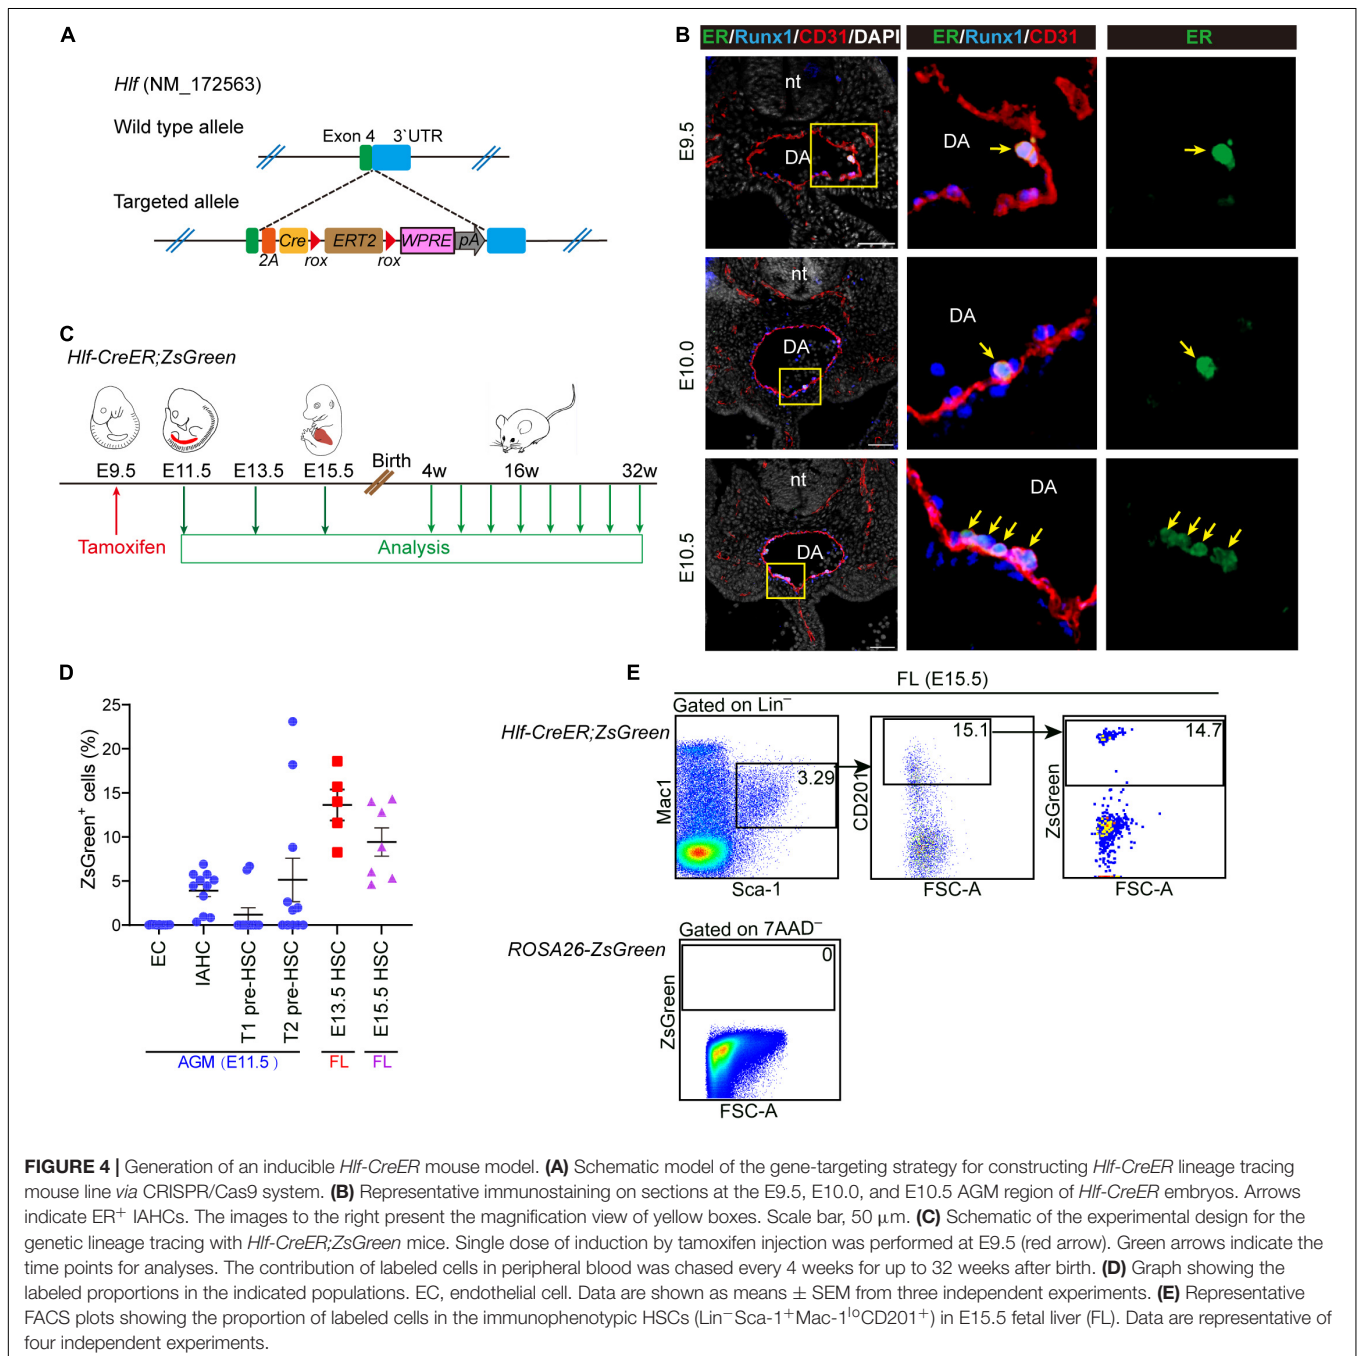 A
Hlf (NM_172563)
Wild type allele
Exon 4 3`UTR
Targeted allele
Cre ERT2 WPRE pA
2A rox rox
B
ER/Runx1/CD31/DAPI ER/Runx1/CD31 ER
E9.5
nt
DA
DA
E10.0
nt
DA
DA
E10.5
nt
DA
DA
C
Hlf-CreER;ZsGreen
E9.5 E11.5 E13.5 E15.5 Birth 4w 16w 32w
Tamoxifen Analysis
D
ZsGreen⁺ cells (%)
25
20
15
10
5
0
EC
IAHC
T1 pre-HSC
T2 pre-HSC
E13.5 HSC
E15.5 HSC
AGM (E11.5) FL FL
E
FL (E15.5)
Gated on Lin⁻
Hlf-CreER;ZsGreen
Mac1
3.29
Sca-1
CD201
15.1
FSC-A
ZsGreen
14.7
FSC-A
Gated on 7AAD⁻
ROSA26-ZsGreen
ZsGreen
0
FSC-A
FIGURE 4 | Generation of an inducible Hlf-CreER mouse model. (A) Schematic model of the gene-targeting strategy for constructing Hlf-CreER lineage tracing
mouse line via CRISPR/Cas9 system. (B) Representative immunostaining on sections at the E9.5, E10.0, and E10.5 AGM region of Hlf-CreER embryos. Arrows
indicate ER⁺ IAHCs. The images to the right present the magnification view of yellow boxes. Scale bar, 50 μm. (C) Schematic of the experimental design for the
genetic lineage tracing with Hlf-CreER;ZsGreen mice. Single dose of induction by tamoxifen injection was performed at E9.5 (red arrow). Green arrows indicate the
time points for analyses. The contribution of labeled cells in peripheral blood was chased every 4 weeks for up to 32 weeks after birth. (D) Graph showing the
labeled proportions in the indicated populations. EC, endothelial cell. Data are shown as means ± SEM from three independent experiments. (E) Representative
FACS plots showing the proportion of labeled cells in the immunophenotypic HSCs (Lin⁻Sca-1⁺Mac-1ˡᵒCD201⁺) in E15.5 fetal liver (FL). Data are representative of
four independent experiments.